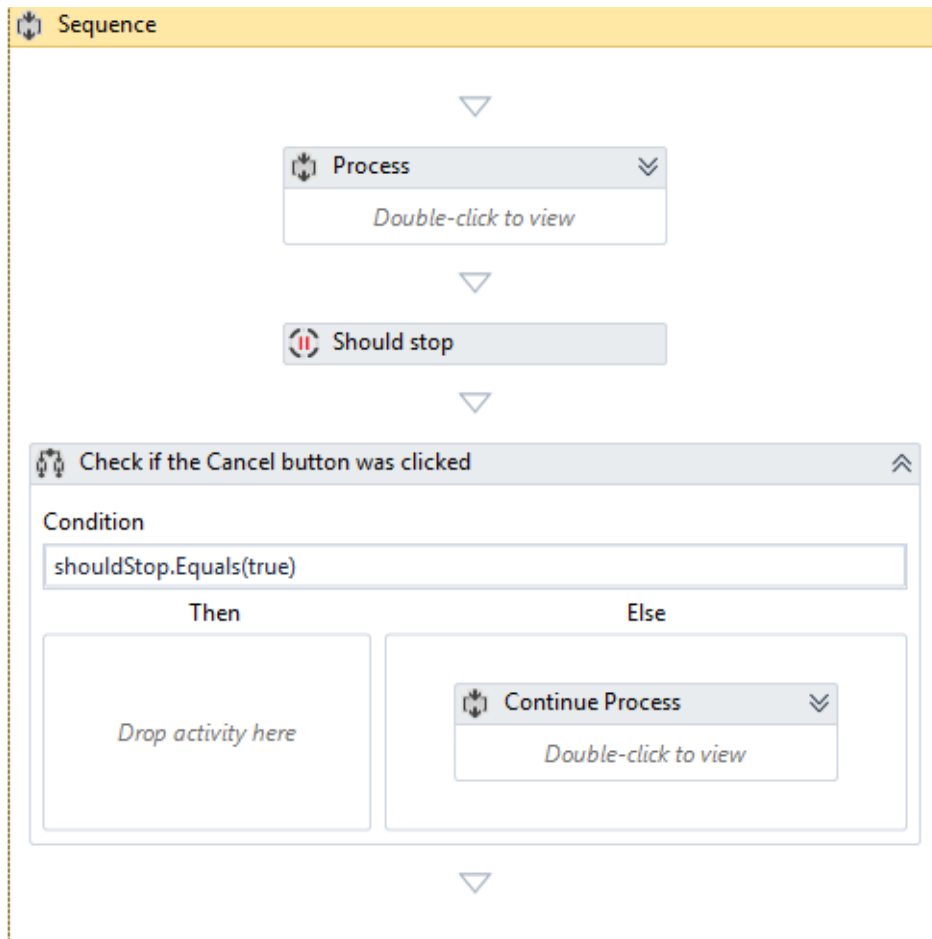 Sequence
Process
Double-click to view
Should stop
Check if the Cancel button was clicked
Condition
shouldStop.Equals(true)
Then Else
Continue Process
Drop activity here
Double-click to view